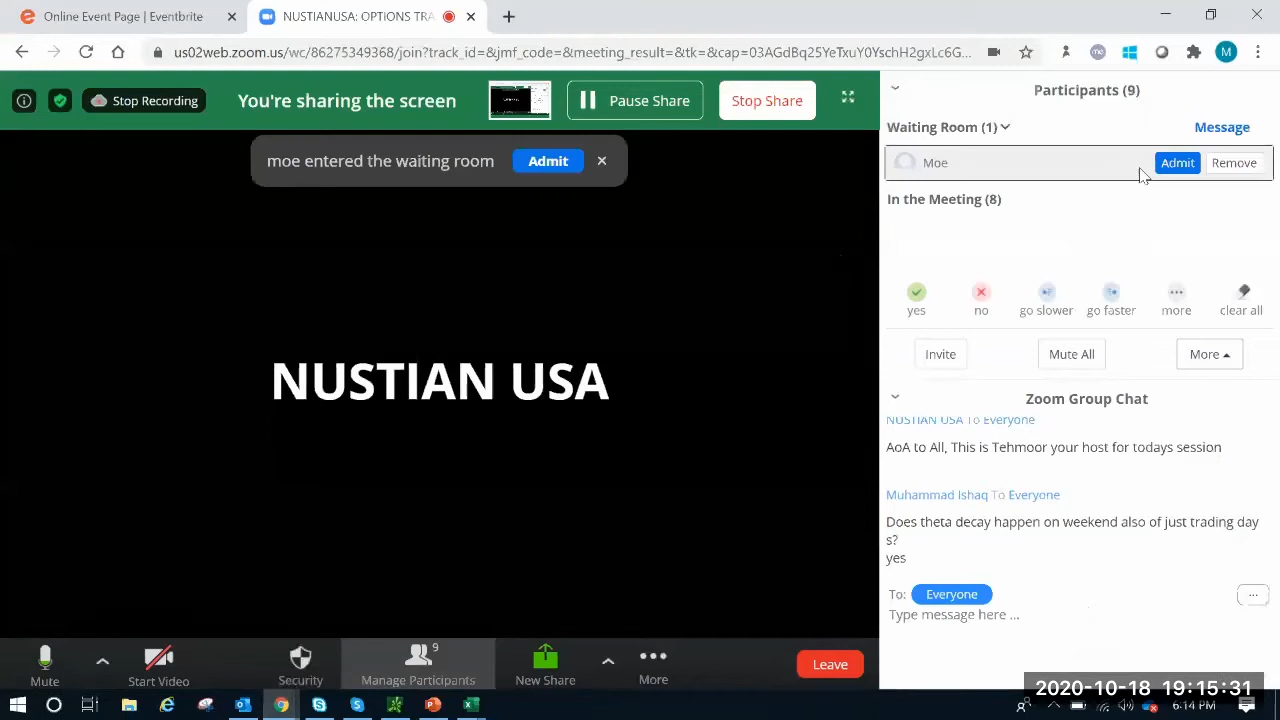 Online Event Page | Eventbrite
NUSTIANUSA: OPTIONS TRA
us02web.zoom.us/wc/86275349368/join?track_id=&jmf_code=&meeting_result=&tk=&cap=03AGdBq25YeTxuY0YschH2gxLc6G...
M
Stop Recording
You're sharing the screen
Pause Share
Stop Share
moe entered the waiting room
Admit
NUSTIAN USA
Participants (9)
Waiting Room (1)
Message
Moe
Admit
Remove
In the Meeting (8)
yes
no
go slower
go faster
more
clear all
Invite
Mute All
More
Zoom Group Chat
NUSTIAN USA To Everyone
AoA to All, This is Tehmoor your host for todays session
Muhammad Ishaq To Everyone
Does theta decay happen on weekend also of just trading day
s?
yes
To: Everyone
...
Type message here ...
Mute
Start Video
Security
9
Manage Participants
New Share
More
Leave
2020-10-18 19:15:31
6:14 PM